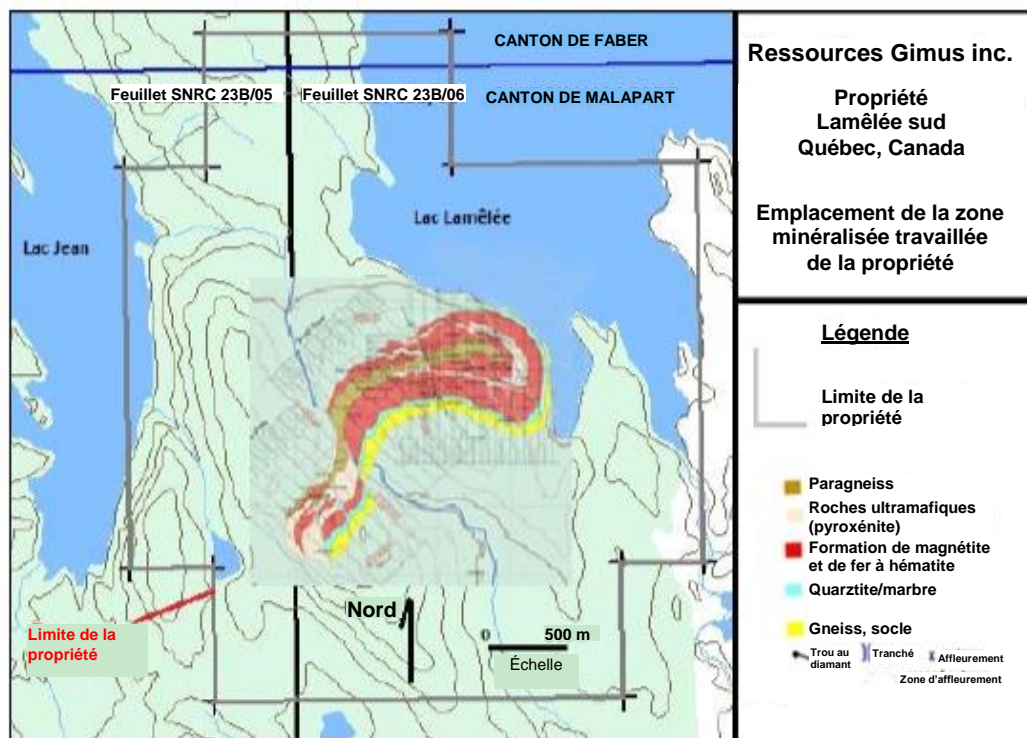 CANTON DE FABER
Feuillet SNRC 23B/05
Feuillet SNRC 23B/06
CANTON DE MALAPART
Lac Jean
Lac Lamêlée
Limite de la
propriété
Nord
0
500 m
Échelle
Ressources Gimus inc.
Propriété
Lamêlée sud
Québec, Canada
Emplacement de la zone
minéralisée travaillée
de la propriété
Légende
Limite de la
propriété
Paragneiss
Roches ultramafiques
(pyroxénite)
Formation de magnétite
et de fer à hématite
Quarztite/marbre
Gneiss, socle
Trou au
diamant
Tranché
Affleurement
Zone d'affleurement